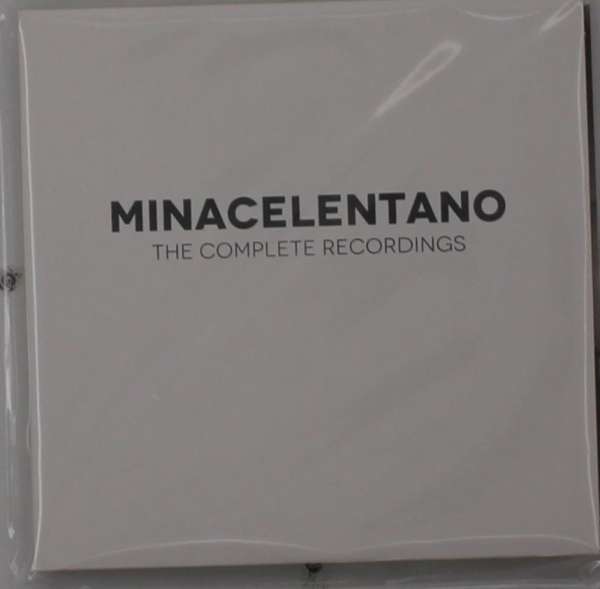 MINACELENTANO
THE COMPLETE RECORDINGS